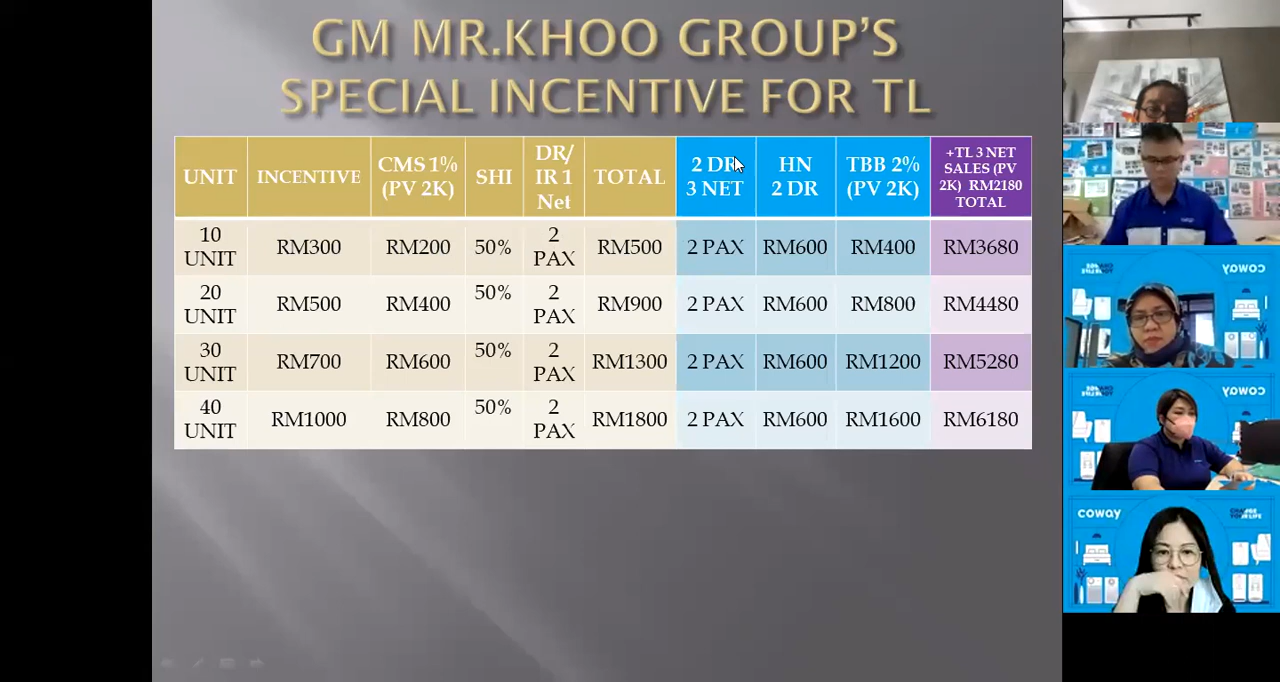 GM MR.KHOO GROUP'S
SPECIAL INCENTIVE FOR TL
UNIT INCENTIVE CMS 1% (PV 2K) SHI DR/ IR 1 Net TOTAL 2 DR 3 NET HN 2 DR TBB 2% (PV 2K) +TL 3 NET SALES (PV 2K) RM2180 TOTAL
10 UNIT RM300 RM200 50% 2 PAX RM500 2 PAX RM600 RM400 RM3680
20 UNIT RM500 RM400 50% 2 PAX RM900 2 PAX RM600 RM800 RM4480
30 UNIT RM700 RM600 50% 2 PAX RM1300 2 PAX RM600 RM1200 RM5280
40 UNIT RM1000 RM800 50% 2 PAX RM1800 2 PAX RM600 RM1600 RM6180
coway
coway
coway